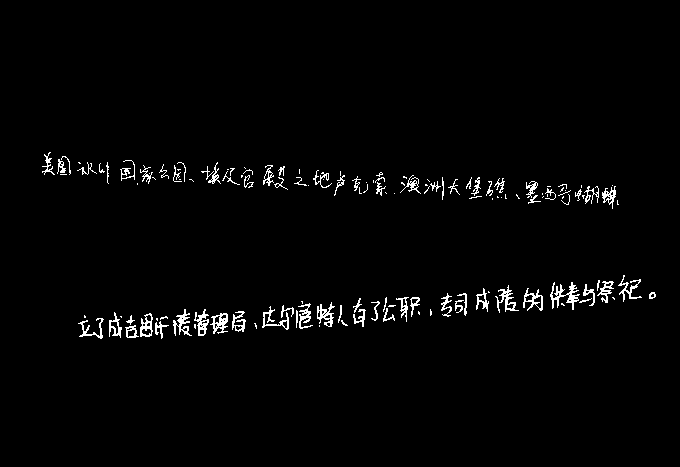 美国冰川国家公园、埃及宫殿之地卢克索、澳洲大堡礁、墨西哥蝴蝶
立了成吉思汗陵管理局、达尔扈特人有了公职,专司成陵的供奉与祭祀。